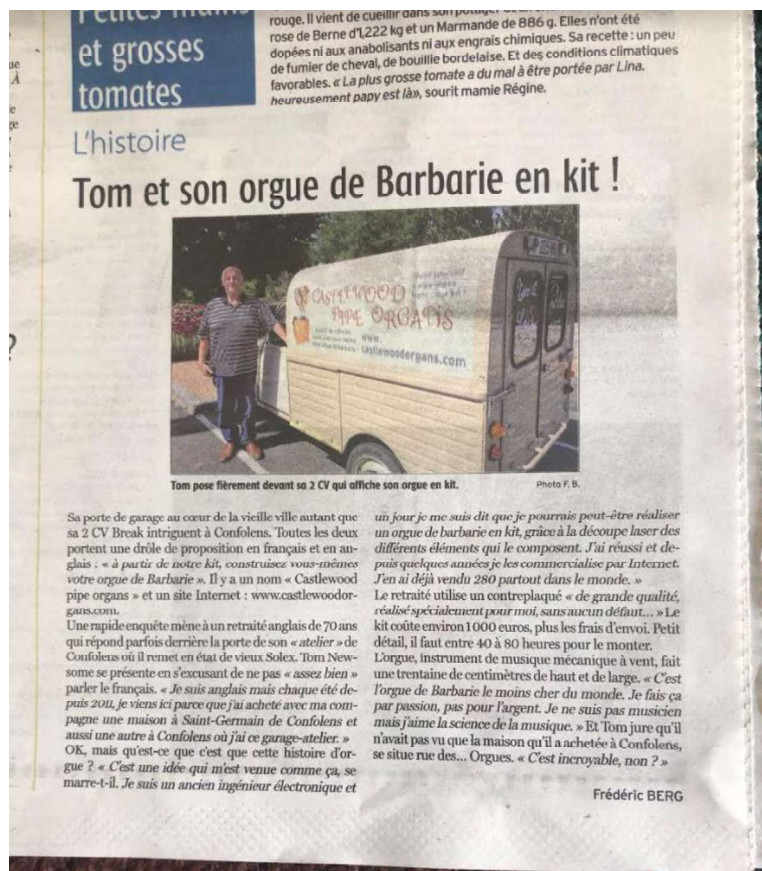 Petites mains
et grosses
tomates
rouge. Il vient de cueillir dans son
rose de Berne d'1,222 kg et un Marmande de 886 g. Elles n'ont été
dopées ni aux anabolisants ni aux engrais chimiques. Sa recette : un peu
de fumier de cheval, de bouillie bordelaise. Et des conditions climatiques
favorables. « La plus grosse tomate a du mal à être portée par Lina.
heureusement papy est là», sourit mamie Régine.
L'histoire
Tom et son orgue de Barbarie en kit !
CASTLEWOOD
PIPE ORGANS
www.
castlewoodorgans.com
Tom pose fièrement devant sa 2 CV qui affiche son orgue en kit.
Photo F. B.
Sa porte de garage au cœur de la vieille ville autant que
sa 2 CV Break intriguent à Confolens. Toutes les deux
portent une drôle de proposition en français et en an-
glais : « à partir de notre kit, construisez vous-mêmes
votre orgue de Barbarie ». Il y a un nom « Castlewood
pipe organs » et un site Internet : www.castlewoodor-
gans.com.
Une rapide enquête mène à un retraité anglais de 70 ans
qui répond parfois derrière la porte de son « atelier » de
Confolens où il remet en état de vieux Solex. Tom New-
some se présente en s'excusant de ne pas « assez bien »
parler le français. « Je suis anglais mais chaque été de-
puis 2011, je viens ici parce que j'ai acheté avec ma com-
pagne une maison à Saint-Germain de Confolens et
aussi une autre à Confolens où j'ai ce garage-atelier. »
OK, mais qu'est-ce que c'est que cette histoire d'or-
gue ? « C'est une idée qui m'est venue comme ça, se
marre-t-il. Je suis un ancien ingénieur électronique et
un jour je me suis dit que je pourrais peut-être réaliser
un orgue de barbarie en kit, grâce à la découpe laser des
différents éléments qui le composent. J'ai réussi et de-
puis quelques années je les commercialise par Internet.
J'en ai déjà vendu 280 partout dans le monde. »
Le retraité utilise un contreplaqué « de grande qualité,
réalisé spécialement pour moi, sans aucun défaut... » Le
kit coûte environ 1000 euros, plus les frais d'envoi. Petit
détail, il faut entre 40 à 80 heures pour le monter.
L'orgue, instrument de musique mécanique à vent, fait
une trentaine de centimètres de haut et de large. « C'est
l'orgue de Barbarie le moins cher du monde. Je fais ça
par passion, pas pour l'argent. Je ne suis pas musicien
mais j'aime la science de la musique. » Et Tom jure qu'il
n'avait pas vu que la maison qu'il a achetée à Confolens,
se situe rue des... Orgues. « C'est incroyable, non ? »
Frédéric BERG